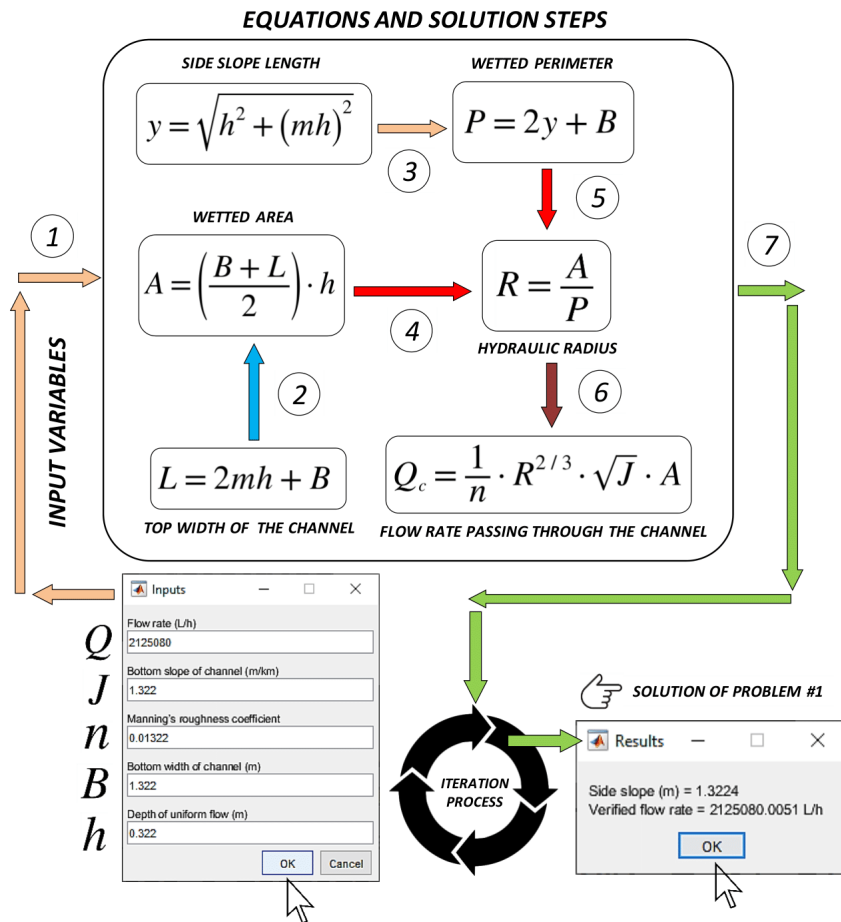 EQUATIONS AND SOLUTION STEPS
SIDE SLOPE LENGTH
y = √(h² + (mh)²)
3
WETTED PERIMETER
P = 2y + B
5
1
WETTED AREA
A = ((B + L)/2) · h
4
R = A/P
HYDRAULIC RADIUS
7
2
6
L = 2mh + B
TOP WIDTH OF THE CHANNEL
Q_c = 1/n · R^(2/3) · √J · A
FLOW RATE PASSING THROUGH THE CHANNEL
INPUT VARIABLES
Inputs
Q
Flow rate (L/h)
2125080
J
Bottom slope of channel (m/km)
1.322
n
Manning's roughness coefficient
0.01322
B
Bottom width of channel (m)
1.322
h
Depth of uniform flow (m)
0.322
OK
Cancel
ITERATION
PROCESS
SOLUTION OF PROBLEM #1
Results
Side slope (m) = 1.3224
Verified flow rate = 2125080.0051 L/h
OK